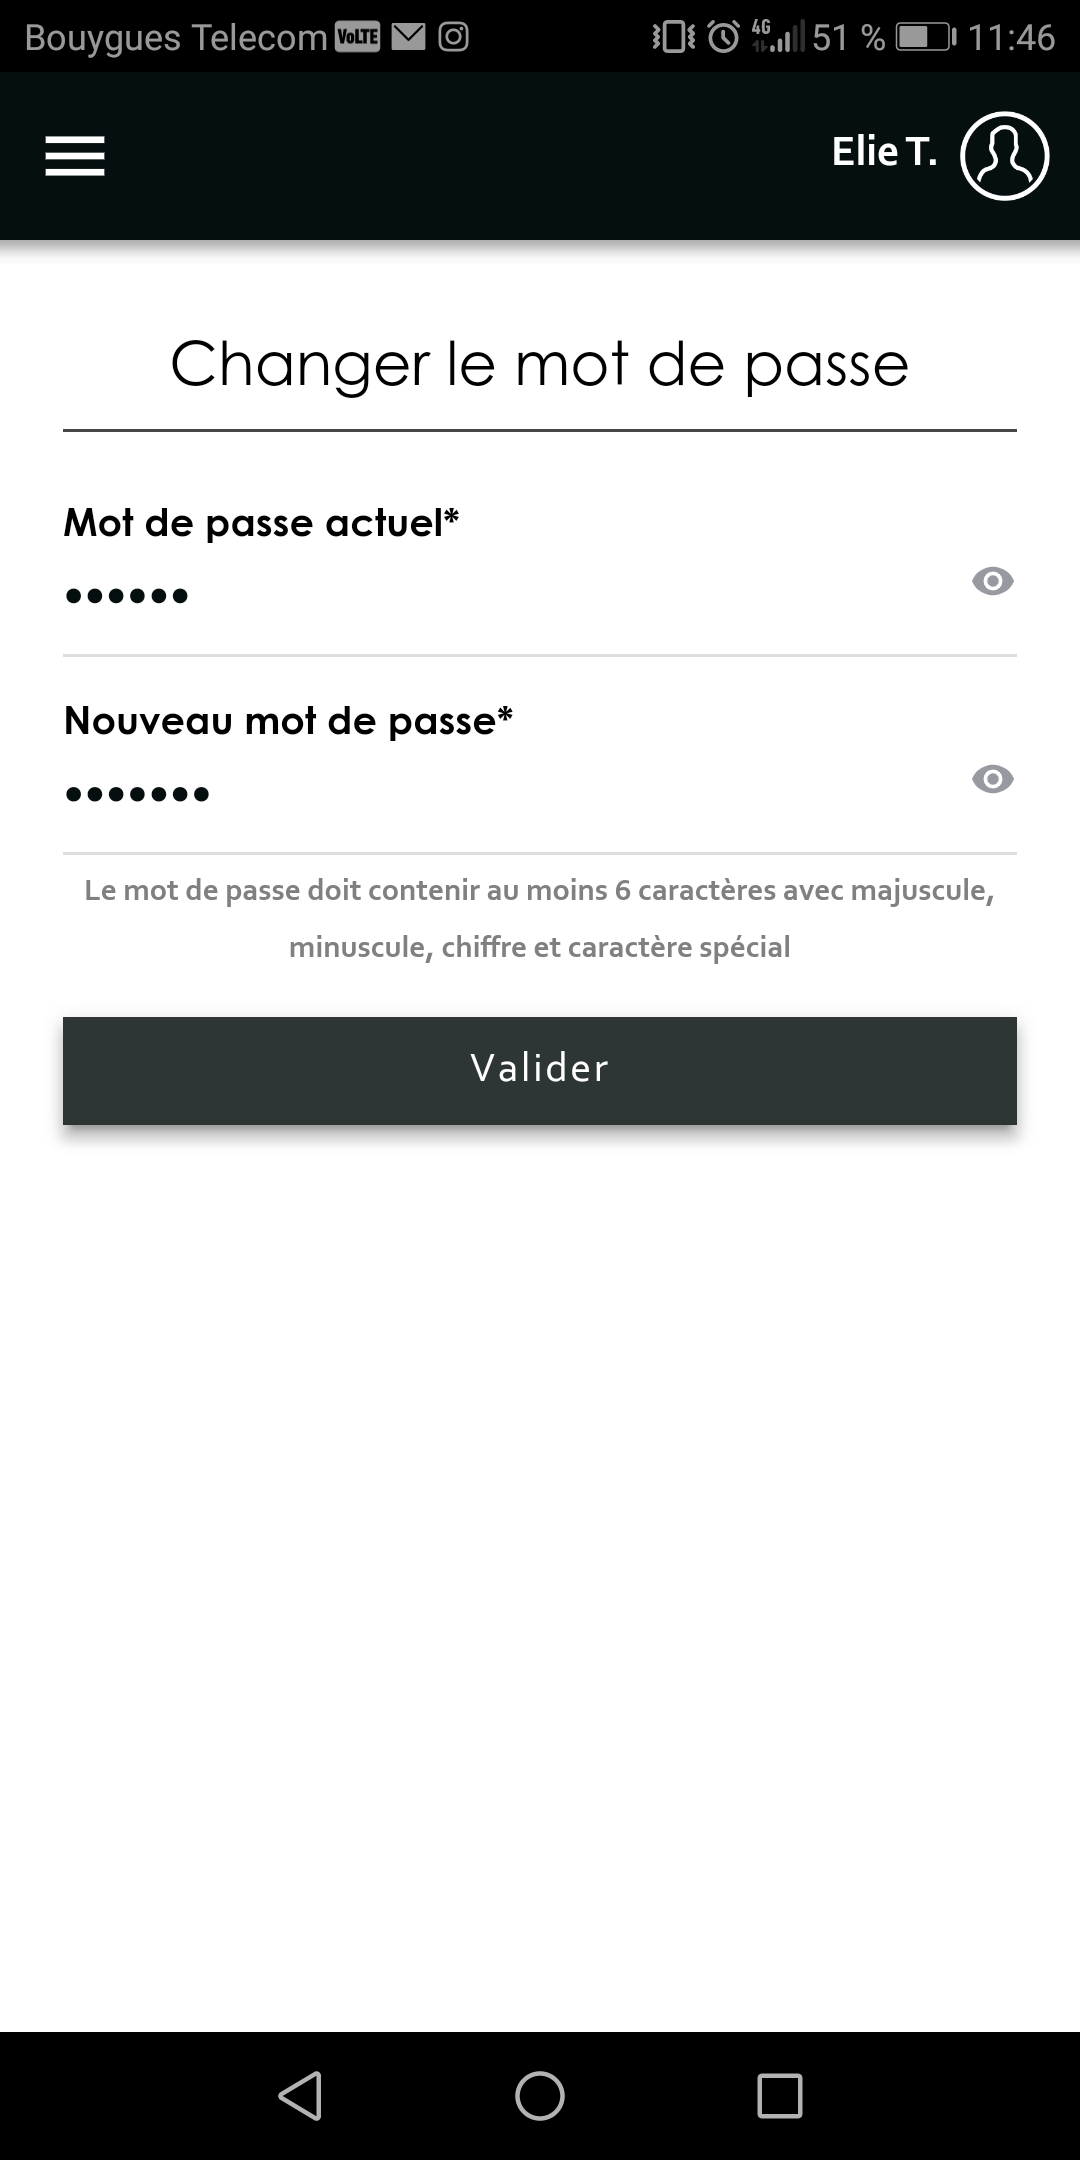 Bouygues Telecom VoLTE 4G 51 % 11:46
Elie T.
Changer le mot de passe
Mot de passe actuel*
••••••
Nouveau mot de passe*
•••••••
Le mot de passe doit contenir au moins 6 caractères avec majuscule,
minuscule, chiffre et caractère spécial
Valider